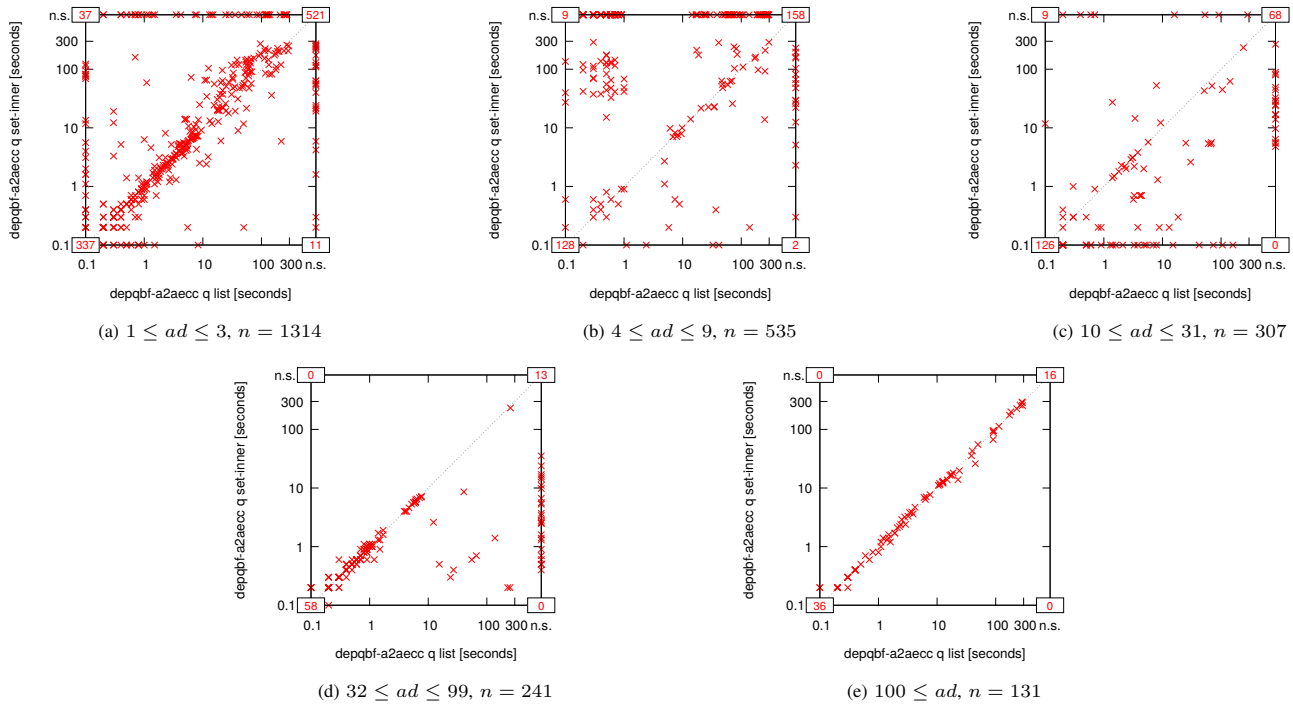 37
521
n.s.
300
100
10
1
0.1
337
11
0.1 1 10 100 300 n.s.
depqbf-a2aecc q set-inner [seconds]
depqbf-a2aecc q list [seconds]
(a) 1 ≤ ad ≤ 3, n = 1314
9
158
n.s.
300
100
10
1
0.1
128
2
0.1 1 10 100 300 n.s.
depqbf-a2aecc q set-inner [seconds]
depqbf-a2aecc q list [seconds]
(b) 4 ≤ ad ≤ 9, n = 535
9
68
n.s.
300
100
10
1
0.1
126
0
0.1 1 10 100 300 n.s.
depqbf-a2aecc q set-inner [seconds]
depqbf-a2aecc q list [seconds]
(c) 10 ≤ ad ≤ 31, n = 307
0
13
n.s.
300
100
10
1
0.1
58
0
0.1 1 10 100 300 n.s.
depqbf-a2aecc q set-inner [seconds]
depqbf-a2aecc q list [seconds]
(d) 32 ≤ ad ≤ 99, n = 241
0
16
n.s.
300
100
10
1
0.1
36
0
0.1 1 10 100 300 n.s.
depqbf-a2aecc q set-inner [seconds]
depqbf-a2aecc q list [seconds]
(e) 100 ≤ ad, n = 131